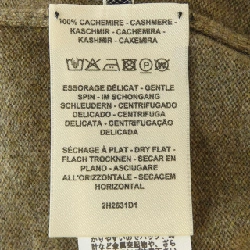 100% CACHEMIRE - CASHMERE
KASCHMIR - CACHEMIRA -
KASHMIR - CAXEMIRA
ESSORAGE DÉLICAT - GENTLE
SPIN - IM SCHONGANG
SCHLEUDERN - CENTRIFUGADO
DELICADO - CENTRIFUGA
DELICATA - CENTRIFUGAÇÃO
DELICADA
SÉCHAGE À PLAT - DRY FLAT -
FLACH TROCKNEN - SECAR EN
PLANO - ASCIUGARE
ALL'ORIZZONTALE - SECAGEM
HORIZONTAL
2H2631D1